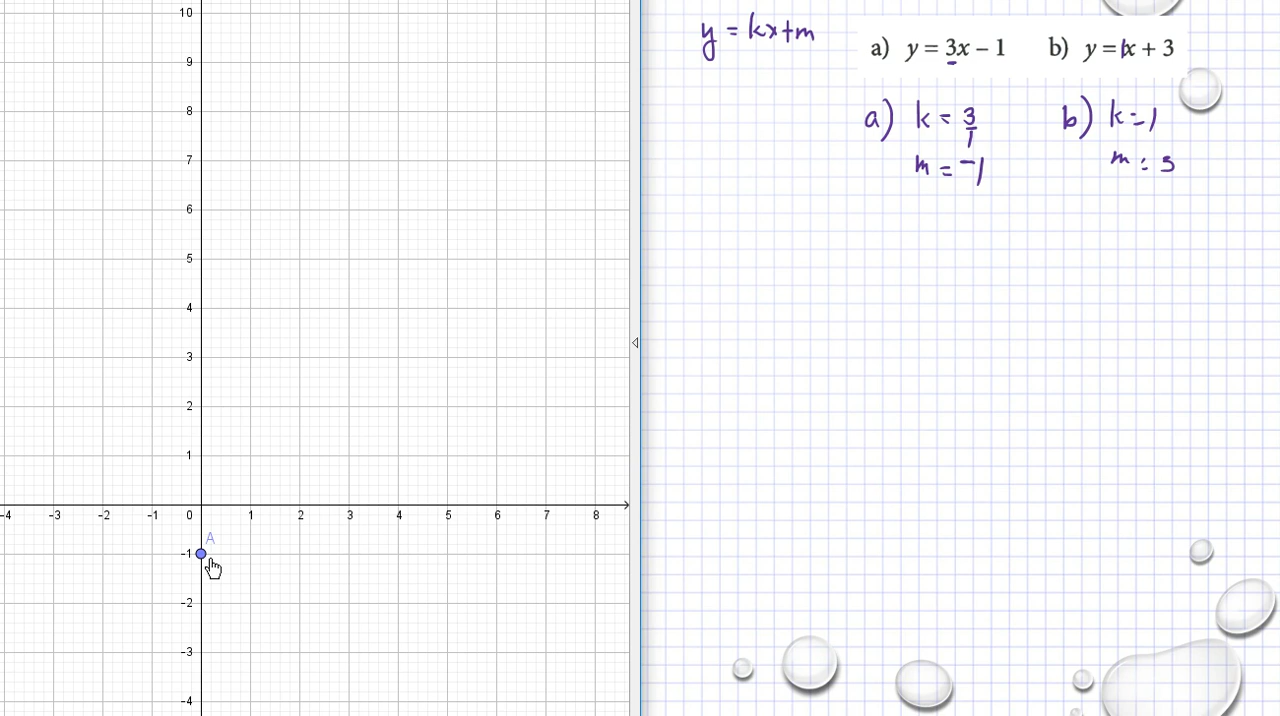 10
9
8
7
6
5
4
3
2
1
-4 -3 -2 -1 0 1 2 3 4 5 6 7 8
A
-1
-2
-3
-4
y = kx+m
a) y = 3x – 1 b) y = 1x + 3
a) k = 3/1 b) k = 1
m = -1 m = 3